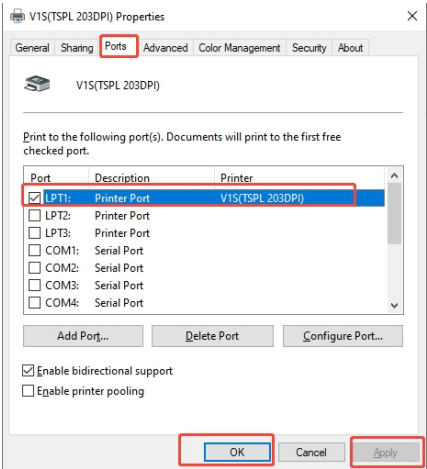 V1S(TSPL 203DPI) Properties
General Sharing Ports Advanced Color Management Security About
V1S(TSPL 203DPI)
Print to the following port(s). Documents will print to the first free
checked port.
Port Description Printer
LPT1: Printer Port V1S(TSPL 203DPI)
LPT2: Printer Port
LPT3: Printer Port
COM1: Serial Port
COM2: Serial Port
COM3: Serial Port
COM4: Serial Port
Add Port... Delete Port Configure Port...
Enable bidirectional support
Enable printer pooling
OK Cancel Apply